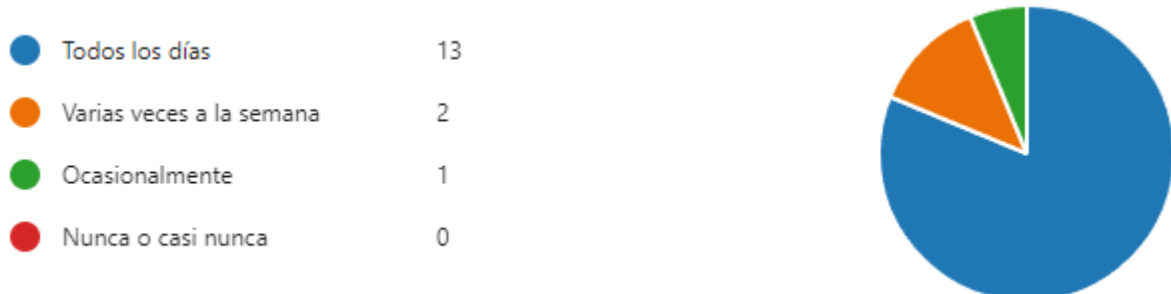 Todos los días 13
Varias veces a la semana 2
Ocasionalmente 1
Nunca o casi nunca 0